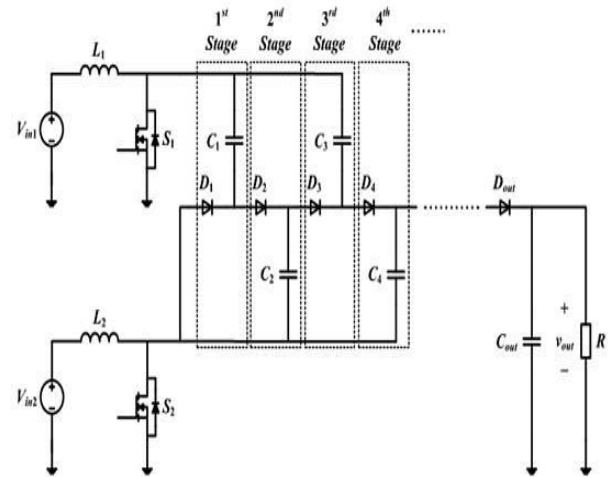 1st 2nd 3rd 4th
Stage Stage Stage Stage ......
L1
Vin1 + −
S1
C1 C3
D1 D2 D3 D4 ......... Dout
C2 C4
L2
Vin2 + −
S2
Cout
+
vout
−
R